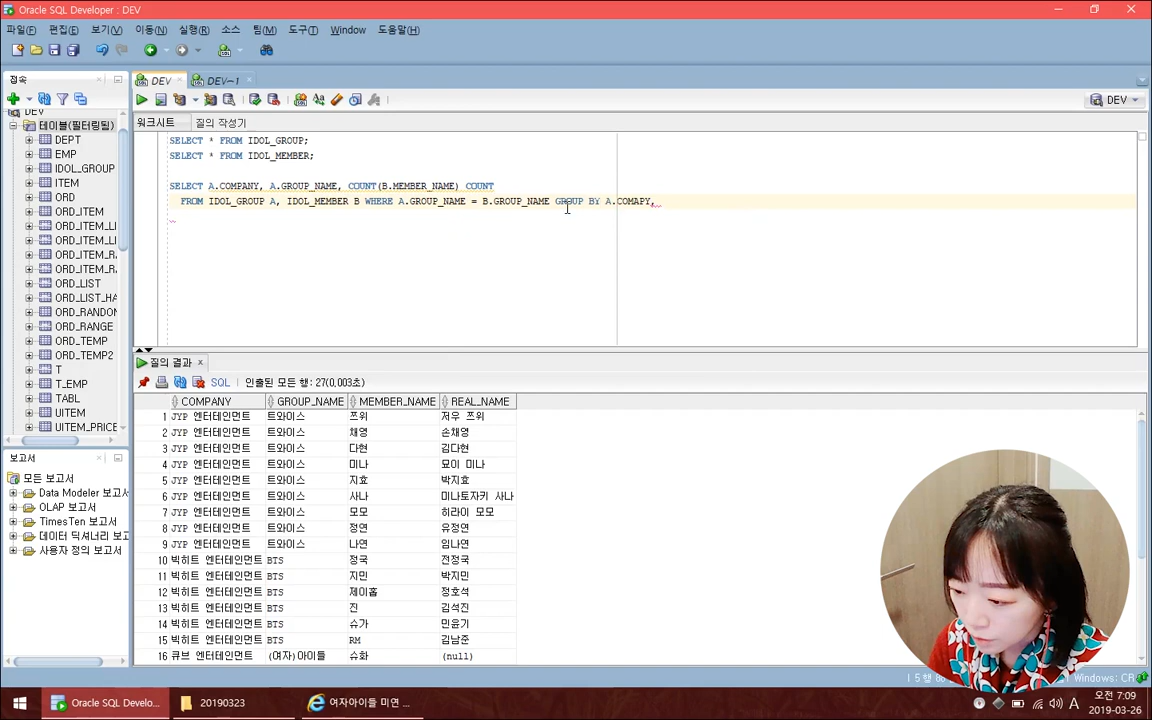 Oracle SQL Developer : DEV
파일(F) 편집(E) 보기(V) 이동(N) 실행(R) 소스 팀(M) 도구(T) Window 도움말(H)
접속
DEV DEV~1
DEV
워크시트 질의 작성기
DEV
테이블(필터링됨)
DEPT
EMP
IDOL_GROUP
ITEM
ORD
ORD_ITEM
ORD_ITEM_LI
ORD_ITEM_LI
ORD_ITEM_R
ORD_ITEM_R
ORD_LIST
ORD_LIST_HA
ORD_RANDOM
ORD_RANGE
ORD_TEMP
ORD_TEMP2
T
T_EMP
TABL
UITEM
UITEM_PRICE
SELECT * FROM IDOL_GROUP;
SELECT * FROM IDOL_MEMBER;
SELECT A.COMPANY, A.GROUP_NAME, COUNT(B.MEMBER_NAME) COUNT
FROM IDOL_GROUP A, IDOL_MEMBER B WHERE A.GROUP_NAME = B.GROUP_NAME GROUP BY A.COMAPY,
보고서
모든 보고서
Data Modeler 보고서
OLAP 보고서
TimesTen 보고서
데이터 딕셔너리 보고
사용자 정의 보고서
질의 결과
SQL 인출된 모든 행: 27(0,003초)
COMPANY GROUP_NAME MEMBER_NAME REAL_NAME
1 JYP 엔터테인먼트 트와이스 쯔위 저우 쯔위
2 JYP 엔터테인먼트 트와이스 채영 손채영
3 JYP 엔터테인먼트 트와이스 다현 김다현
4 JYP 엔터테인먼트 트와이스 미나 묘이 미나
5 JYP 엔터테인먼트 트와이스 지효 박지효
6 JYP 엔터테인먼트 트와이스 사나 미나토자키 사나
7 JYP 엔터테인먼트 트와이스 모모 히라이 모모
8 JYP 엔터테인먼트 트와이스 정연 유정연
9 JYP 엔터테인먼트 트와이스 나연 임나연
10 빅히트 엔터테인먼트 BTS 정국 전정국
11 빅히트 엔터테인먼트 BTS 지민 박지민
12 빅히트 엔터테인먼트 BTS 제이홉 정호석
13 빅히트 엔터테인먼트 BTS 진 김석진
14 빅히트 엔터테인먼트 BTS 슈가 민윤기
15 빅히트 엔터테인먼트 BTS RM 김남준
16 큐브 엔터테인먼트 (여자)아이들 슈화 (null)
Windows: CR
Oracle SQL Develo... 20190323 여자아이들 미연 ...
A 오전 7:09
2019-03-26